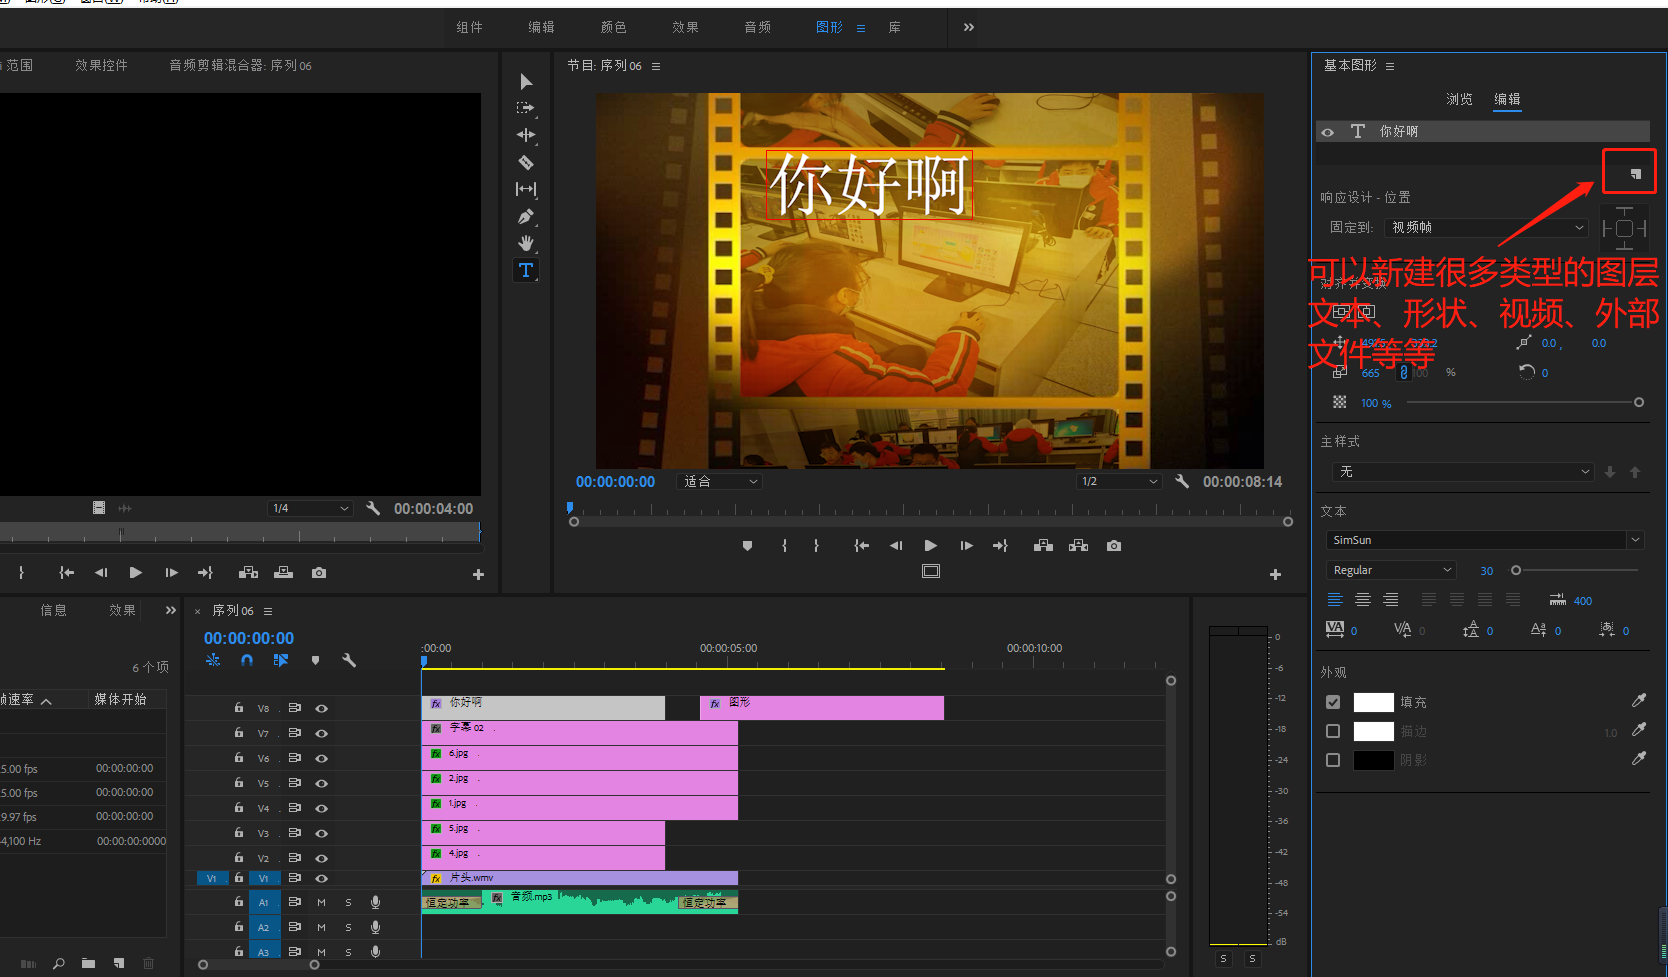 组件 编辑 颜色 效果 音频 图形 库
范围 效果控件 音频剪辑混合器: 序列 06
节目: 序列 06
基本图形
浏览 编辑
你好啊
你好啊
响应设计 - 位置
固定到: 视频帧
可以新建很多类型的图层
文本、形状、视频、外部
文件等等
0.0 , 0.0
665 100 % 0
100 %
主样式
无
文本
SimSun
Regular 30
400
0 0 0 0 0
外观
填充
描边 1.0
阴影
1/4 00:00:04:00
00:00:00:00 适合 1/2 00:00:08:14
信息 效果
6 个项
帧速率 媒体开始
5.00 fps 00:00:00:00
5.00 fps 00:00:00:00
9.97 fps 00:00:00:00
4,100 Hz 00:00:00:0000
× 序列 06
00:00:00:00
:00:00 00:00:05:00 00:00:10:00
V8 fx 你好啊 fx 图形
V7 fx 字幕 02
V6 fx 6.jpg
V5 fx 2.jpg
V4 fx 1.jpg
V3 fx 5.jpg
V2 fx 4.jpg
V1 V1 fx 片头.wmv
A1 M S 恒定功率 fx 音频.mp3 恒定功率
A2 M S
A3 M S
0
-6
-12
-18
-24
-30
-36
-42
-48
-54
dB
S S